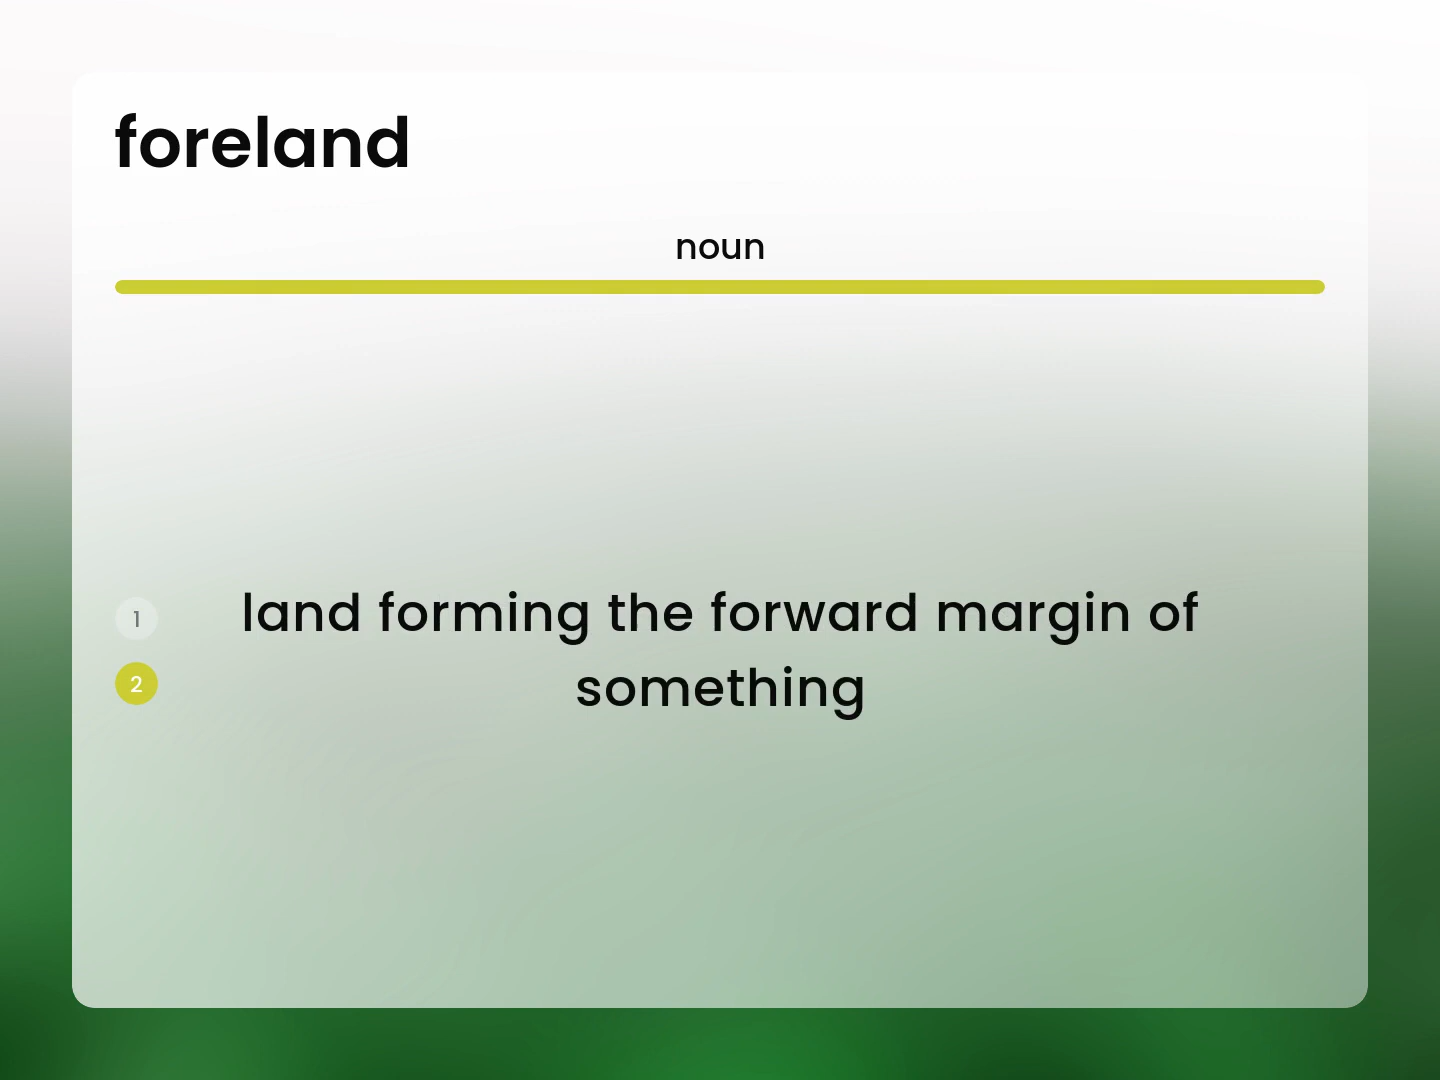 foreland
noun
1
land forming the forward margin of
2
something